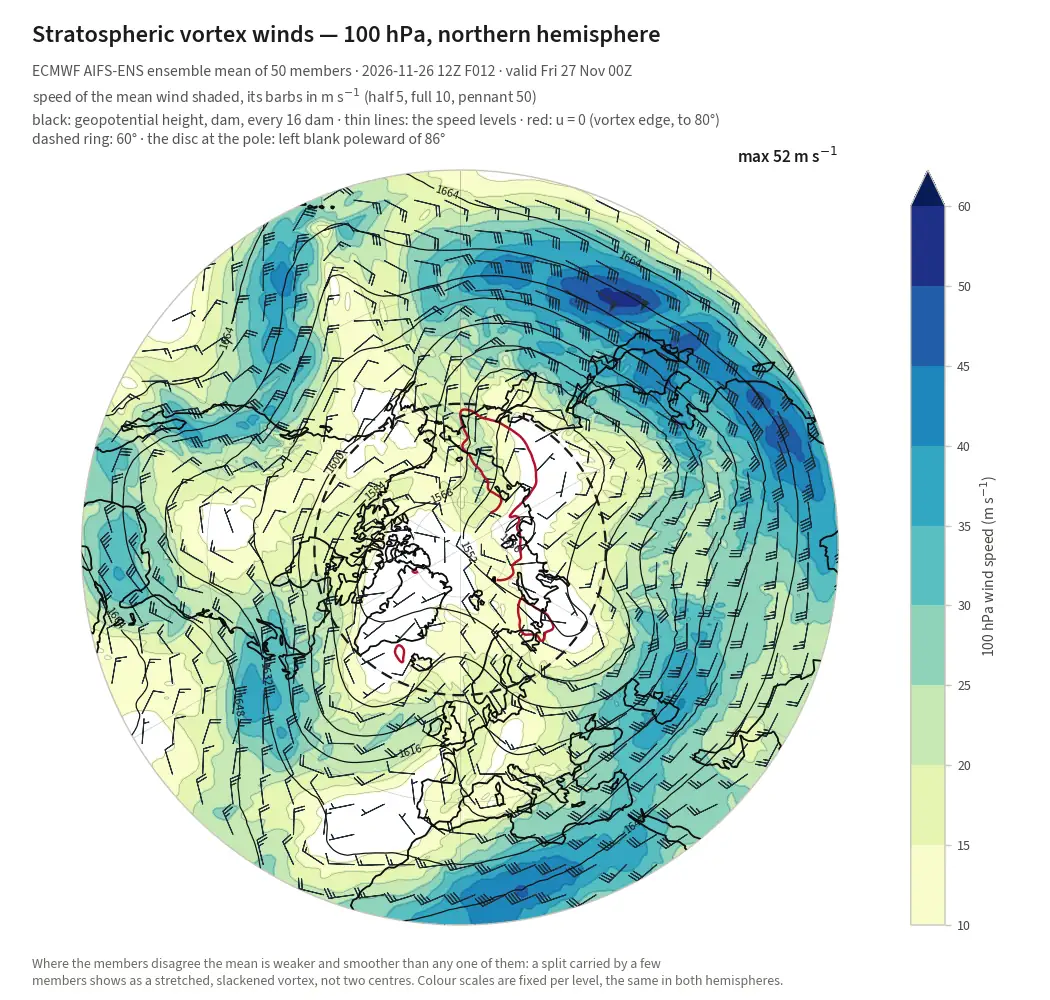 Stratospheric vortex winds — 100 hPa, northern hemisphere
ECMWF AIFS-ENS ensemble mean of 50 members · 2026-11-26 12Z F012 · valid Fri 27 Nov 00Z
speed of the mean wind shaded, its barbs in m s⁻¹ (half 5, full 10, pennant 50)
black: geopotential height, dam, every 16 dam · thin lines: the speed levels · red: u = 0 (vortex edge, to 80°)
dashed ring: 60° · the disc at the pole: left blank poleward of 86°
max 52 m s⁻¹
1664
1664
1664
1600
1584
1568
1648
1616
60
50
45
40
35
30
25
20
15
10
100 hPa wind speed (m s⁻¹)
Where the members disagree the mean is weaker and smoother than any one of them: a split carried by a few
members shows as a stretched, slackened vortex, not two centres. Colour scales are fixed per level, the same in both hemispheres.